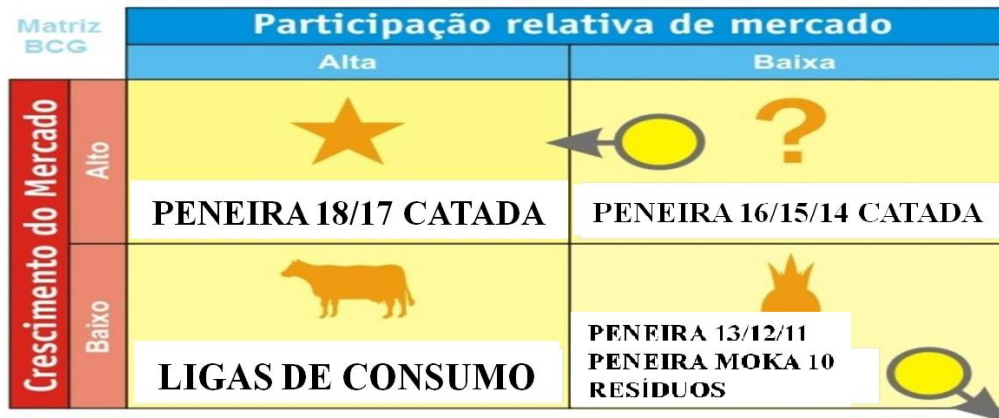 Matriz
BCG
Participação relativa de mercado
Alta
Baixa
Crescimento do Mercado
Alto
?
PENEIRA 18/17 CATADA
PENEIRA 16/15/14 CATADA
Baixo
LIGAS DE CONSUMO
PENEIRA 13/12/11
PENEIRA MOKA 10
RESÍDUOS